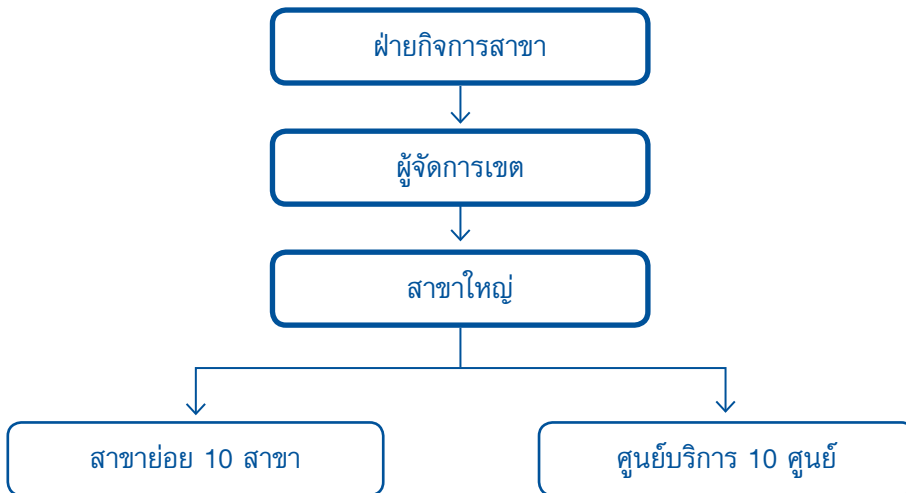 ฝ่ายกิจการสาขา
ผู้จัดการเขต
สาขาใหญ่
สาขาย่อย 10 สาขา
ศูนย์บริการ 10 ศูนย์